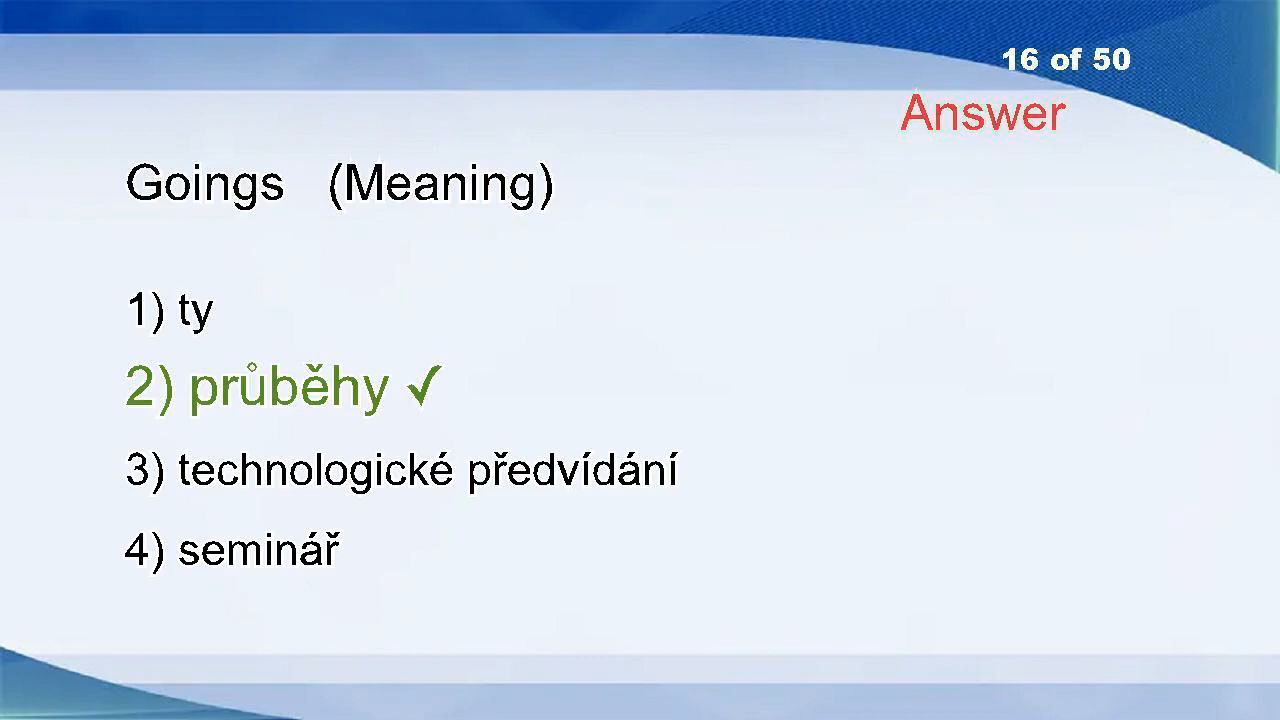 16 of 50
Answer
Goings (Meaning)
1) ty
2) průběhy ✓
3) technologické předvídání
4) seminář